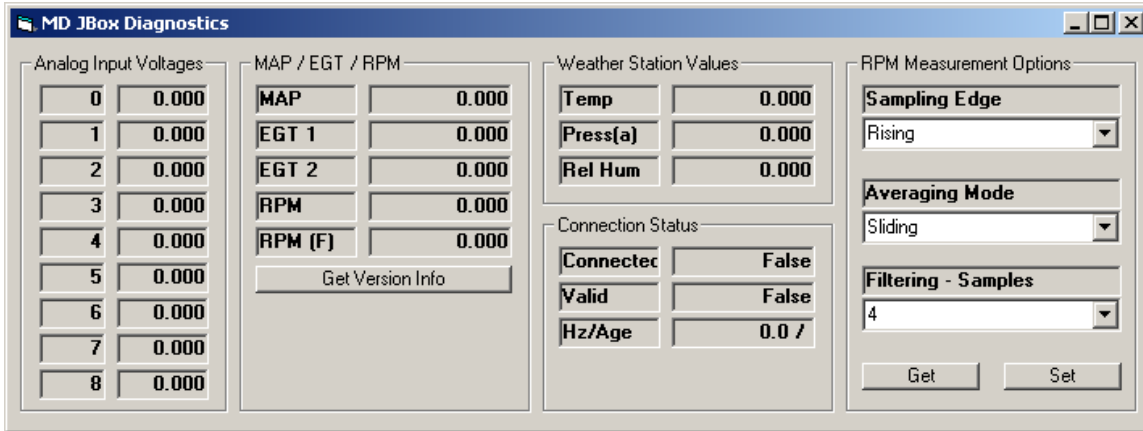 MD JBox Diagnostics
Analog Input Voltages
0 0.000
1 0.000
2 0.000
3 0.000
4 0.000
5 0.000
6 0.000
7 0.000
8 0.000
MAP / EGT / RPM
MAP 0.000
EGT 1 0.000
EGT 2 0.000
RPM 0.000
RPM (F) 0.000
Get Version Info
Weather Station Values
Temp 0.000
Press(a) 0.000
Rel Hum 0.000
Connection Status
Connectec False
Valid False
Hz/Age 0.0 /
RPM Measurement Options
Sampling Edge
Rising
Averaging Mode
Sliding
Filtering - Samples
4
Get Set